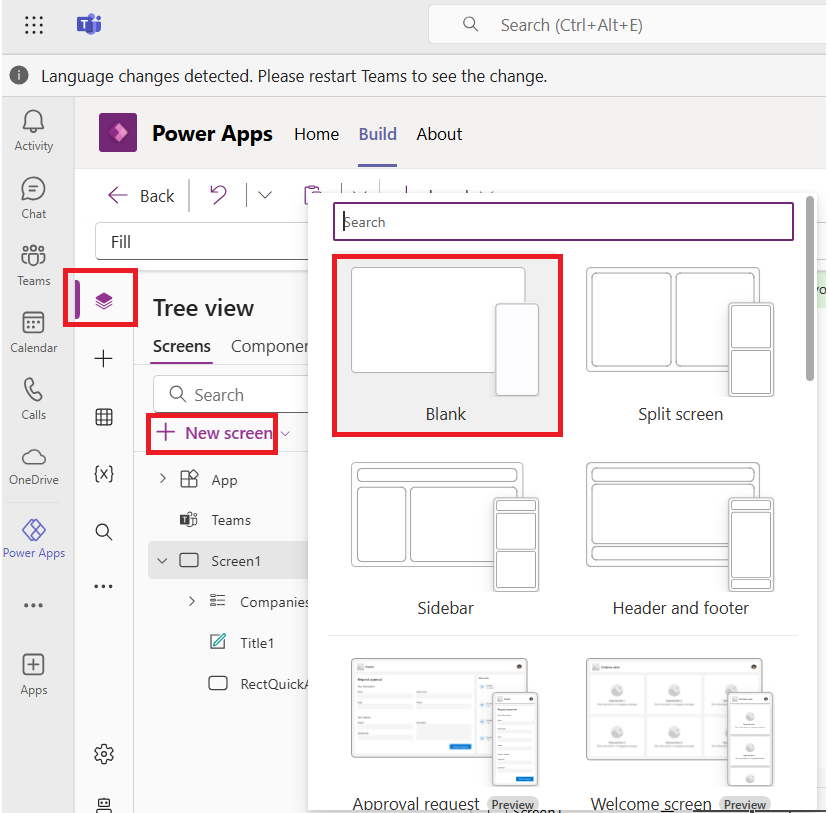 Search (Ctrl+Alt+E)
Language changes detected. Please restart Teams to see the change.
Activity
Chat
Teams
Calendar
Calls
OneDrive
Power Apps
Apps
Power Apps
Home
Build
About
Back
Fill
Tree view
Screens
Componen
Search
New screen
App
Teams
Screen1
Companies
Title1
RectQuickA
Search
Blank
Split screen
Sidebar
Header and footer
Approval request Preview
Welcome screen Preview